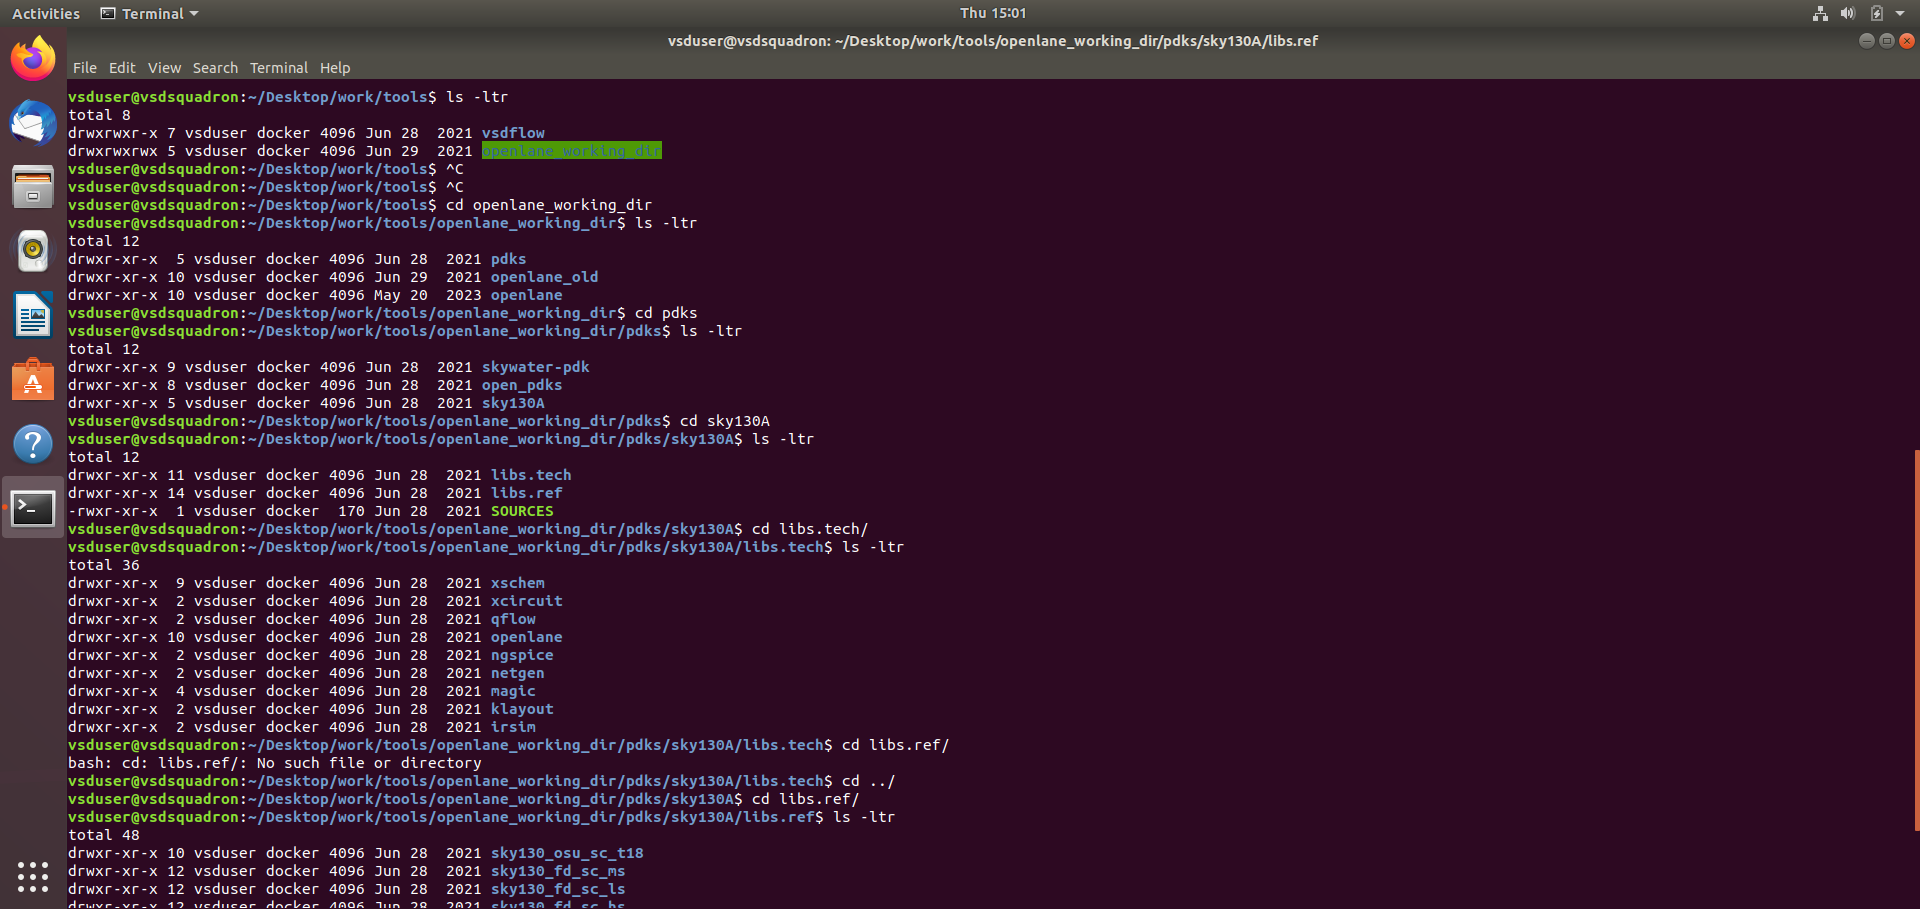 Activities Terminal Thu 15:01
vsduser@vsdsquadron: ~/Desktop/work/tools/openlane_working_dir/pdks/sky130A/libs.ref
File Edit View Search Terminal Help
vsduser@vsdsquadron:~/Desktop/work/tools$ ls -ltr
total 8
drwxrwxr-x 7 vsduser docker 4096 Jun 28  2021 vsdflow
drwxrwxrwx 5 vsduser docker 4096 Jun 29  2021 openlane_working_dir
vsduser@vsdsquadron:~/Desktop/work/tools$ ^C
vsduser@vsdsquadron:~/Desktop/work/tools$ ^C
vsduser@vsdsquadron:~/Desktop/work/tools$ cd openlane_working_dir
vsduser@vsdsquadron:~/Desktop/work/tools/openlane_working_dir$ ls -ltr
total 12
drwxr-xr-x  5 vsduser docker 4096 Jun 28  2021 pdks
drwxr-xr-x 10 vsduser docker 4096 Jun 29  2021 openlane_old
drwxr-xr-x 10 vsduser docker 4096 May 20  2023 openlane
vsduser@vsdsquadron:~/Desktop/work/tools/openlane_working_dir$ cd pdks
vsduser@vsdsquadron:~/Desktop/work/tools/openlane_working_dir/pdks$ ls -ltr
total 12
drwxr-xr-x 9 vsduser docker 4096 Jun 28  2021 skywater-pdk
drwxr-xr-x 8 vsduser docker 4096 Jun 28  2021 open_pdks
drwxr-xr-x 5 vsduser docker 4096 Jun 28  2021 sky130A
vsduser@vsdsquadron:~/Desktop/work/tools/openlane_working_dir/pdks$ cd sky130A
vsduser@vsdsquadron:~/Desktop/work/tools/openlane_working_dir/pdks/sky130A$ ls -ltr
total 12
drwxr-xr-x 11 vsduser docker 4096 Jun 28  2021 libs.tech
drwxr-xr-x 14 vsduser docker 4096 Jun 28  2021 libs.ref
-rwxr-xr-x  1 vsduser docker  170 Jun 28  2021 SOURCES
vsduser@vsdsquadron:~/Desktop/work/tools/openlane_working_dir/pdks/sky130A$ cd libs.tech/
vsduser@vsdsquadron:~/Desktop/work/tools/openlane_working_dir/pdks/sky130A/libs.tech$ ls -ltr
total 36
drwxr-xr-x  9 vsduser docker 4096 Jun 28  2021 xschem
drwxr-xr-x  2 vsduser docker 4096 Jun 28  2021 xcircuit
drwxr-xr-x  2 vsduser docker 4096 Jun 28  2021 qflow
drwxr-xr-x 10 vsduser docker 4096 Jun 28  2021 openlane
drwxr-xr-x  2 vsduser docker 4096 Jun 28  2021 ngspice
drwxr-xr-x  2 vsduser docker 4096 Jun 28  2021 netgen
drwxr-xr-x  4 vsduser docker 4096 Jun 28  2021 magic
drwxr-xr-x  2 vsduser docker 4096 Jun 28  2021 klayout
drwxr-xr-x  2 vsduser docker 4096 Jun 28  2021 irsim
vsduser@vsdsquadron:~/Desktop/work/tools/openlane_working_dir/pdks/sky130A/libs.tech$ cd libs.ref/
bash: cd: libs.ref/: No such file or directory
vsduser@vsdsquadron:~/Desktop/work/tools/openlane_working_dir/pdks/sky130A/libs.tech$ cd ../
vsduser@vsdsquadron:~/Desktop/work/tools/openlane_working_dir/pdks/sky130A$ cd libs.ref/
vsduser@vsdsquadron:~/Desktop/work/tools/openlane_working_dir/pdks/sky130A/libs.ref$ ls -ltr
total 48
drwxr-xr-x 10 vsduser docker 4096 Jun 28  2021 sky130_osu_sc_t18
drwxr-xr-x 12 vsduser docker 4096 Jun 28  2021 sky130_fd_sc_ms
drwxr-xr-x 12 vsduser docker 4096 Jun 28  2021 sky130_fd_sc_ls
drwxr-xr-x 12 vsduser docker 4096 Jun 28  2021 sky130_fd_sc_hs